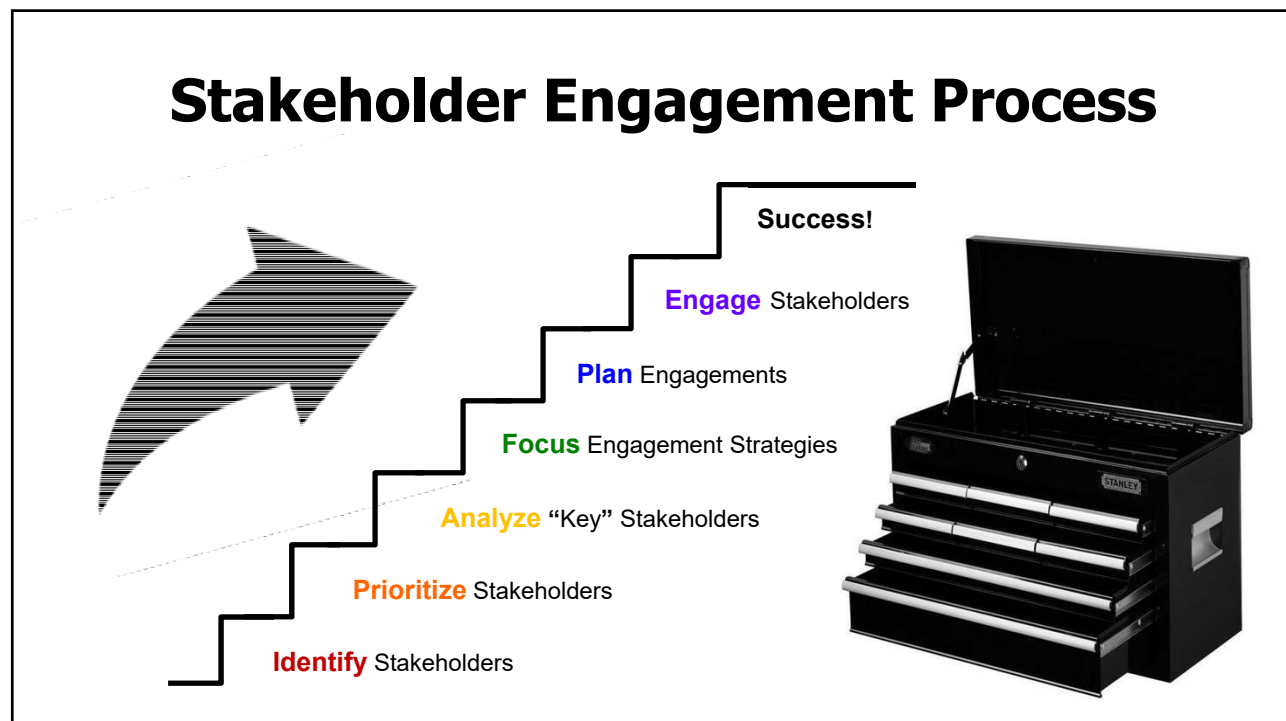 Stakeholder Engagement Process
Success!
Engage Stakeholders
Plan Engagements
Focus Engagement Strategies
Analyze “Key” Stakeholders
Prioritize Stakeholders
Identify Stakeholders
STANLEY